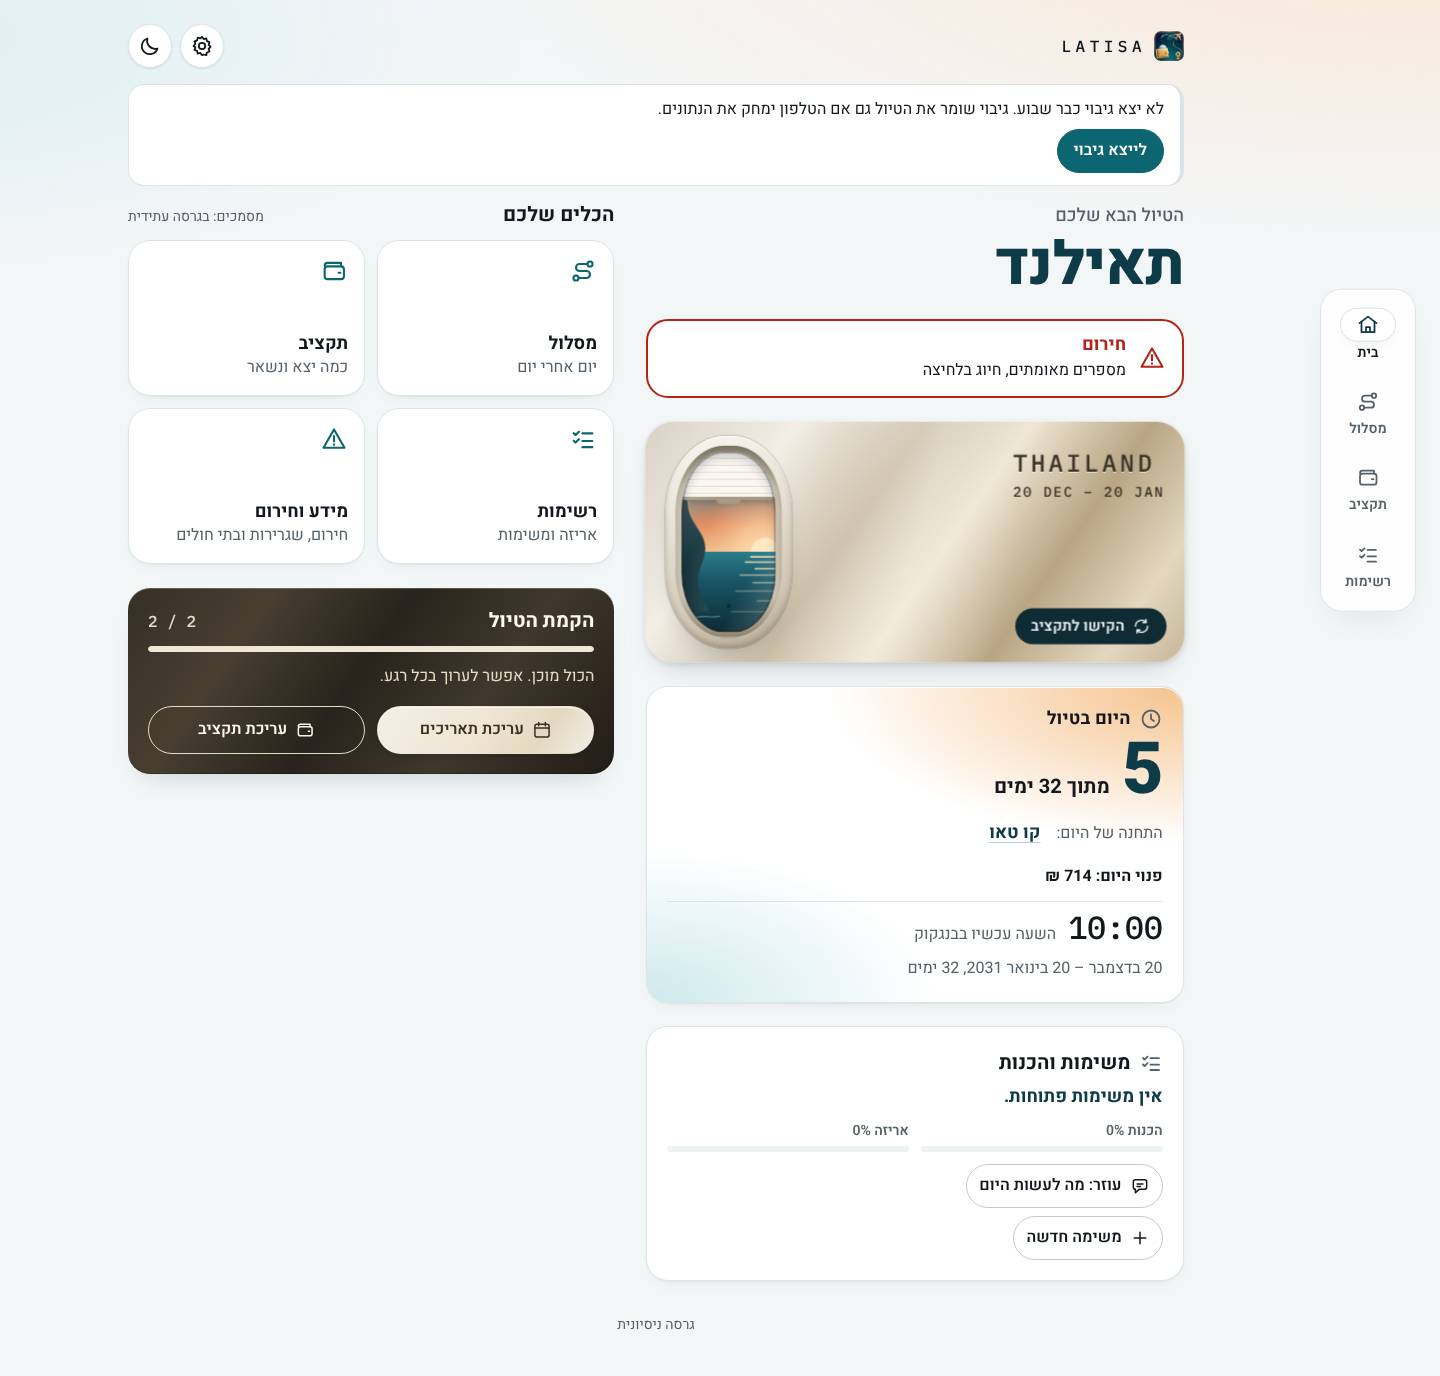 LATISA
לא יצא גיבוי כבר שבוע. גיבוי שומר את הטיול גם אם הטלפון ימחק את הנתונים.
לייצא גיבוי
הטיול הבא שלכם
תאילנד
חירום
מספרים מאומתים, חיוג בלחיצה
THAILAND
20 DEC – 20 JAN
הקישו לתקציב
היום בטיול
5 מתוך 32 ימים
התחנה של היום: קו טאו
פנוי היום: 714 ₪
10:00 השעה עכשיו בבנגקוק
20 בדצמבר – 20 בינואר 2031, 32 ימים
משימות והכנות
אין משימות פתוחות.
הכנות 0%
אריזה 0%
עוזר: מה לעשות היום
משימה חדשה
הכלים שלכם
מסמכים: בגרסה עתידית
מסלול
יום אחרי יום
תקציב
כמה יצא ונשאר
רשימות
אריזה ומשימות
מידע וחירום
חירום, שגרירות ובתי חולים
הקמת הטיול
2 / 2
הכול מוכן. אפשר לערוך בכל רגע.
עריכת תאריכים
עריכת תקציב
בית
מסלול
תקציב
רשימות
גרסה ניסיונית